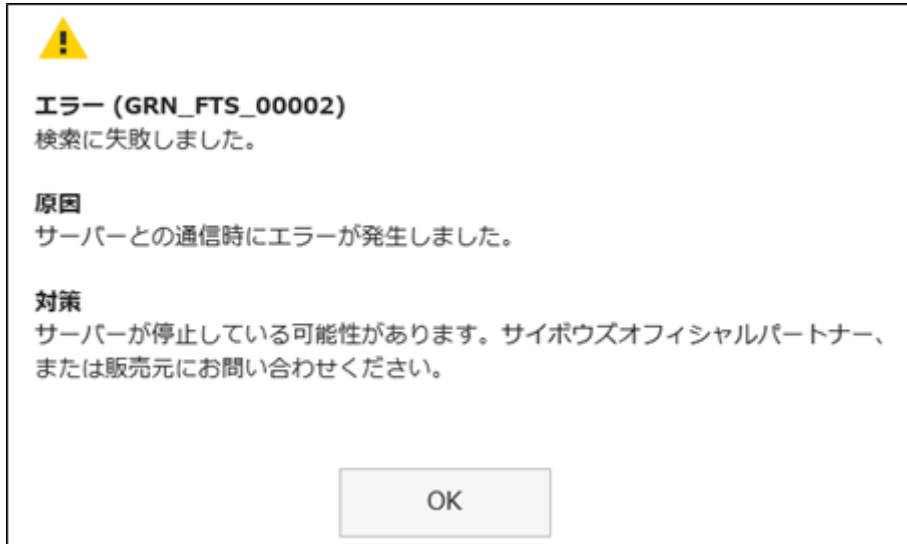 エラー (GRN_FTS_00002)
検索に失敗しました。
原因
サーバーとの通信時にエラーが発生しました。
対策
サーバーが停止している可能性があります。サイボウズオフィシャルパートナー、
または販売元にお問い合わせください。
OK